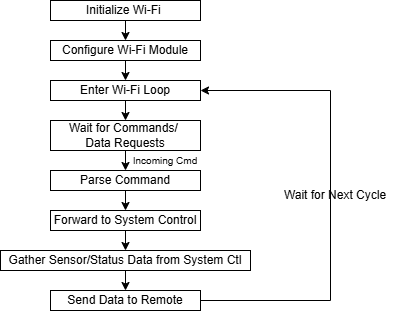 Initialize Wi-Fi
Configure Wi-Fi Module
Enter Wi-Fi Loop
Wait for Commands/
Data Requests
Incoming Cmd
Parse Command
Forward to System Control
Wait for Next Cycle
Gather Sensor/Status Data from System Ctl
Send Data to Remote